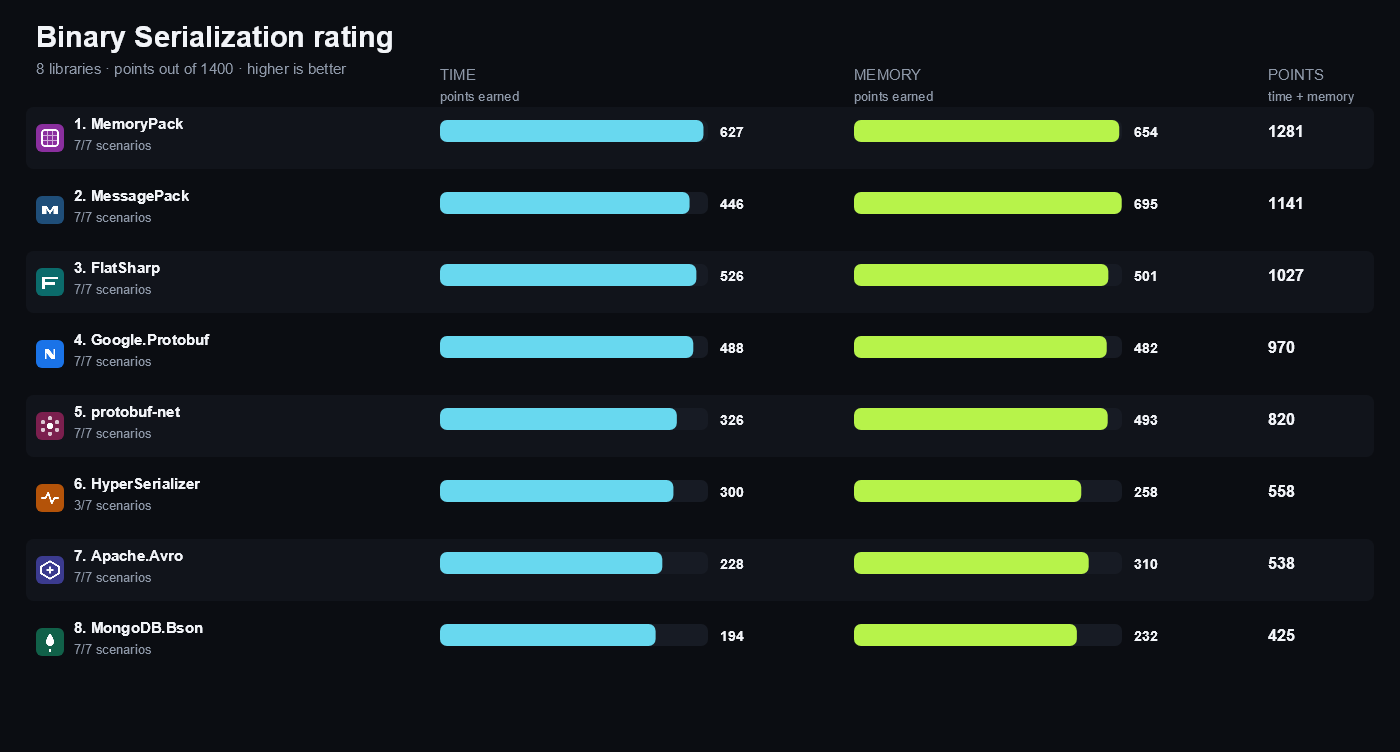 Binary Serialization rating
8 libraries · points out of 1400 · higher is better
TIME
points earned
MEMORY
points earned
POINTS
time + memory
1. MemoryPack
7/7 scenarios
627
654
1281
2. MessagePack
7/7 scenarios
446
695
1141
3. FlatSharp
7/7 scenarios
526
501
1027
4. Google.Protobuf
7/7 scenarios
488
482
970
5. protobuf-net
7/7 scenarios
326
493
820
6. HyperSerializer
3/7 scenarios
300
258
558
7. Apache.Avro
7/7 scenarios
228
310
538
8. MongoDB.Bson
7/7 scenarios
194
232
425